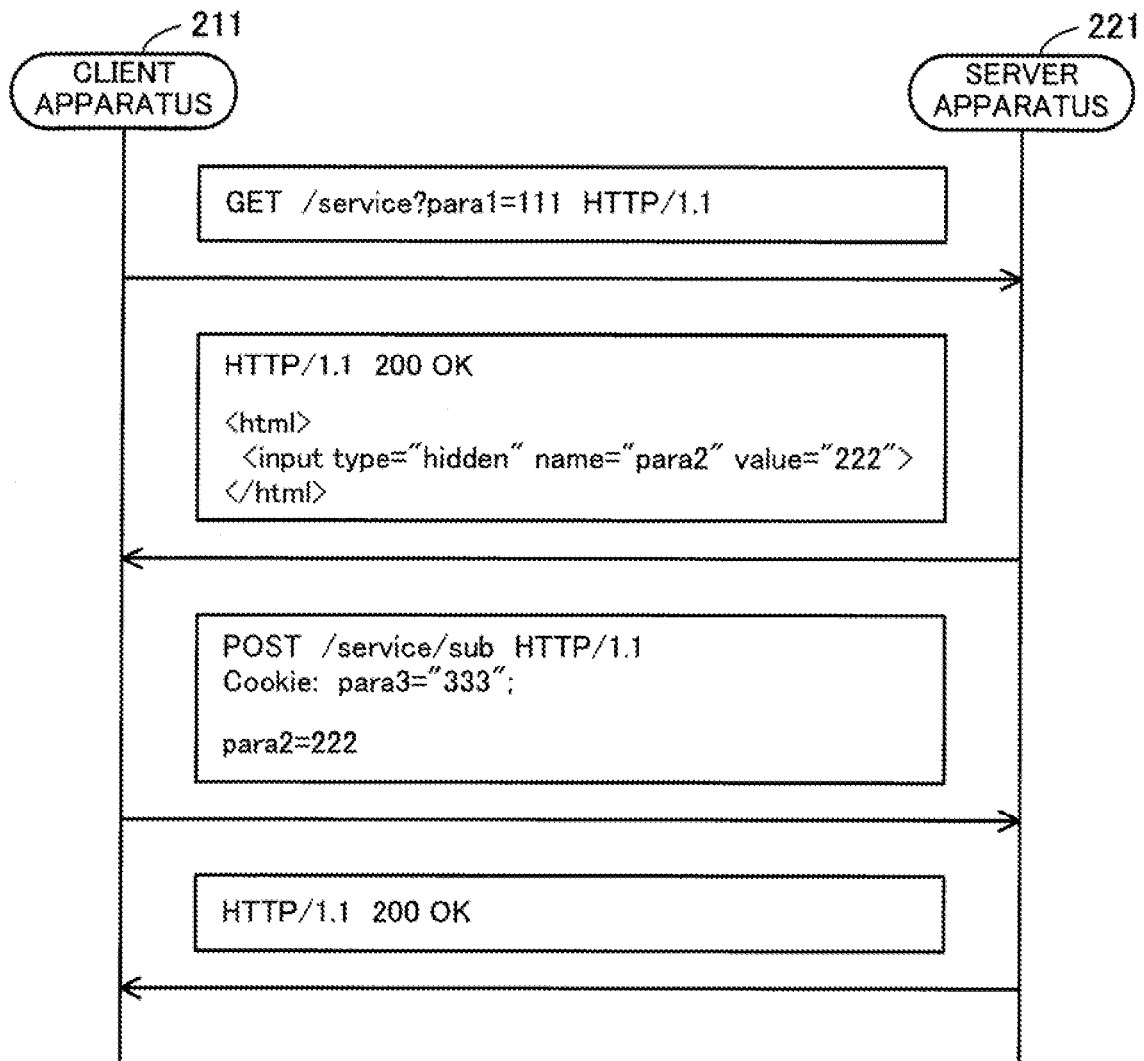 211
CLIENT
APPARATUS
221
SERVER
APPARATUS
GET /service?para1=111 HTTP/1.1
HTTP/1.1 200 OK
<html>
<input type="hidden" name="para2" value="222">
</html>
POST /service/sub HTTP/1.1
Cookie: para3="333";
para2=222
HTTP/1.1 200 OK